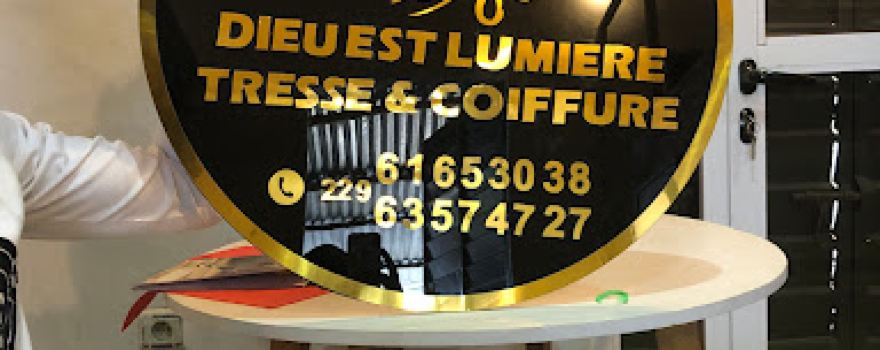 DIEU EST LUMIERE
TRESSE & COIFFURE
229 61653038
63574727